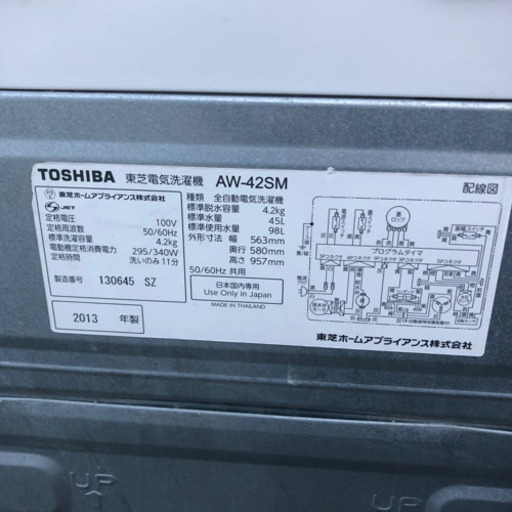 TOSHIBA 東芝電気洗濯機 AW-42SM 配線図
東芝ホームアプライアンス株式会社
JET
定格電圧 100V
定格周波数 50/60Hz
標準洗濯容量 4.2kg
電動機定格消費電力 295/340W
定格時間 洗いのみ11分
製造番号 130645 SZ
2013 年製
種類 全自動電気洗濯機
標準脱水容量 4.2kg
標準水量 45L
標準使用水量 98L
外形寸法 幅 563mm
奥行 580mm
高さ 957mm
50/60Hz 共用
日本国内専用
Use Only in Japan
MADE IN THAILAND
プログラムタイマ
東芝ホームアプライアンス株式会社
UP
UP